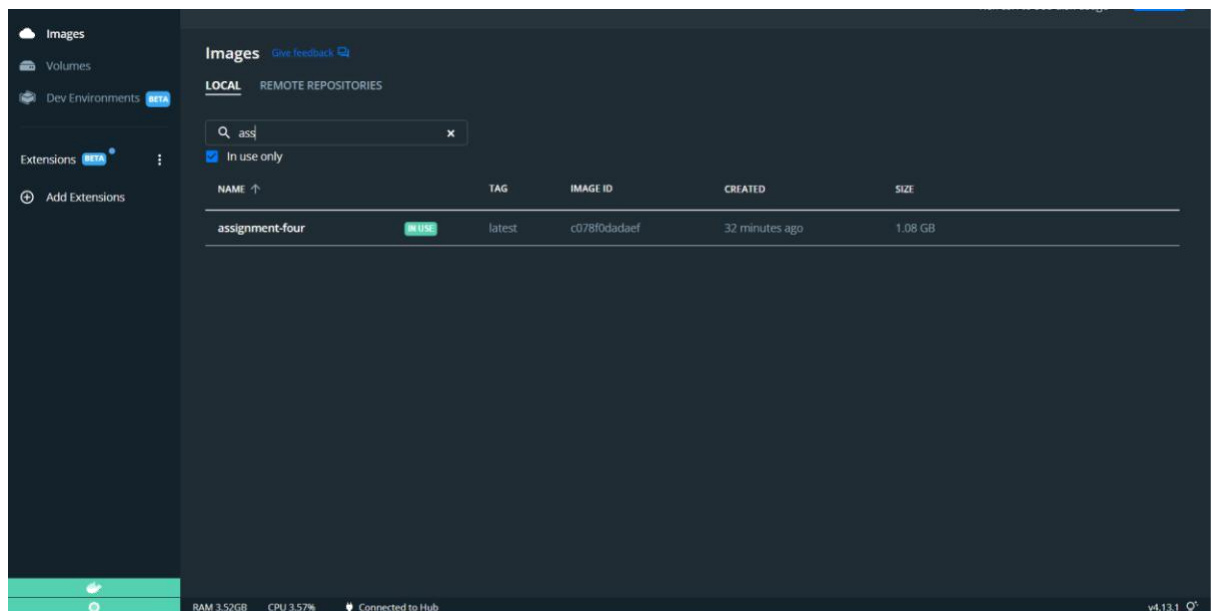 Images
Volumes
Dev Environments BETA
Extensions BETA
Add Extensions
Images Give feedback
LOCAL REMOTE REPOSITORIES
ass
In use only
NAME TAG IMAGE ID CREATED SIZE
assignment-four IN USE latest c078f0dadaef 32 minutes ago 1.08 GB
RAM 3.52GB CPU 3.57% Connected to Hub v4.13.1